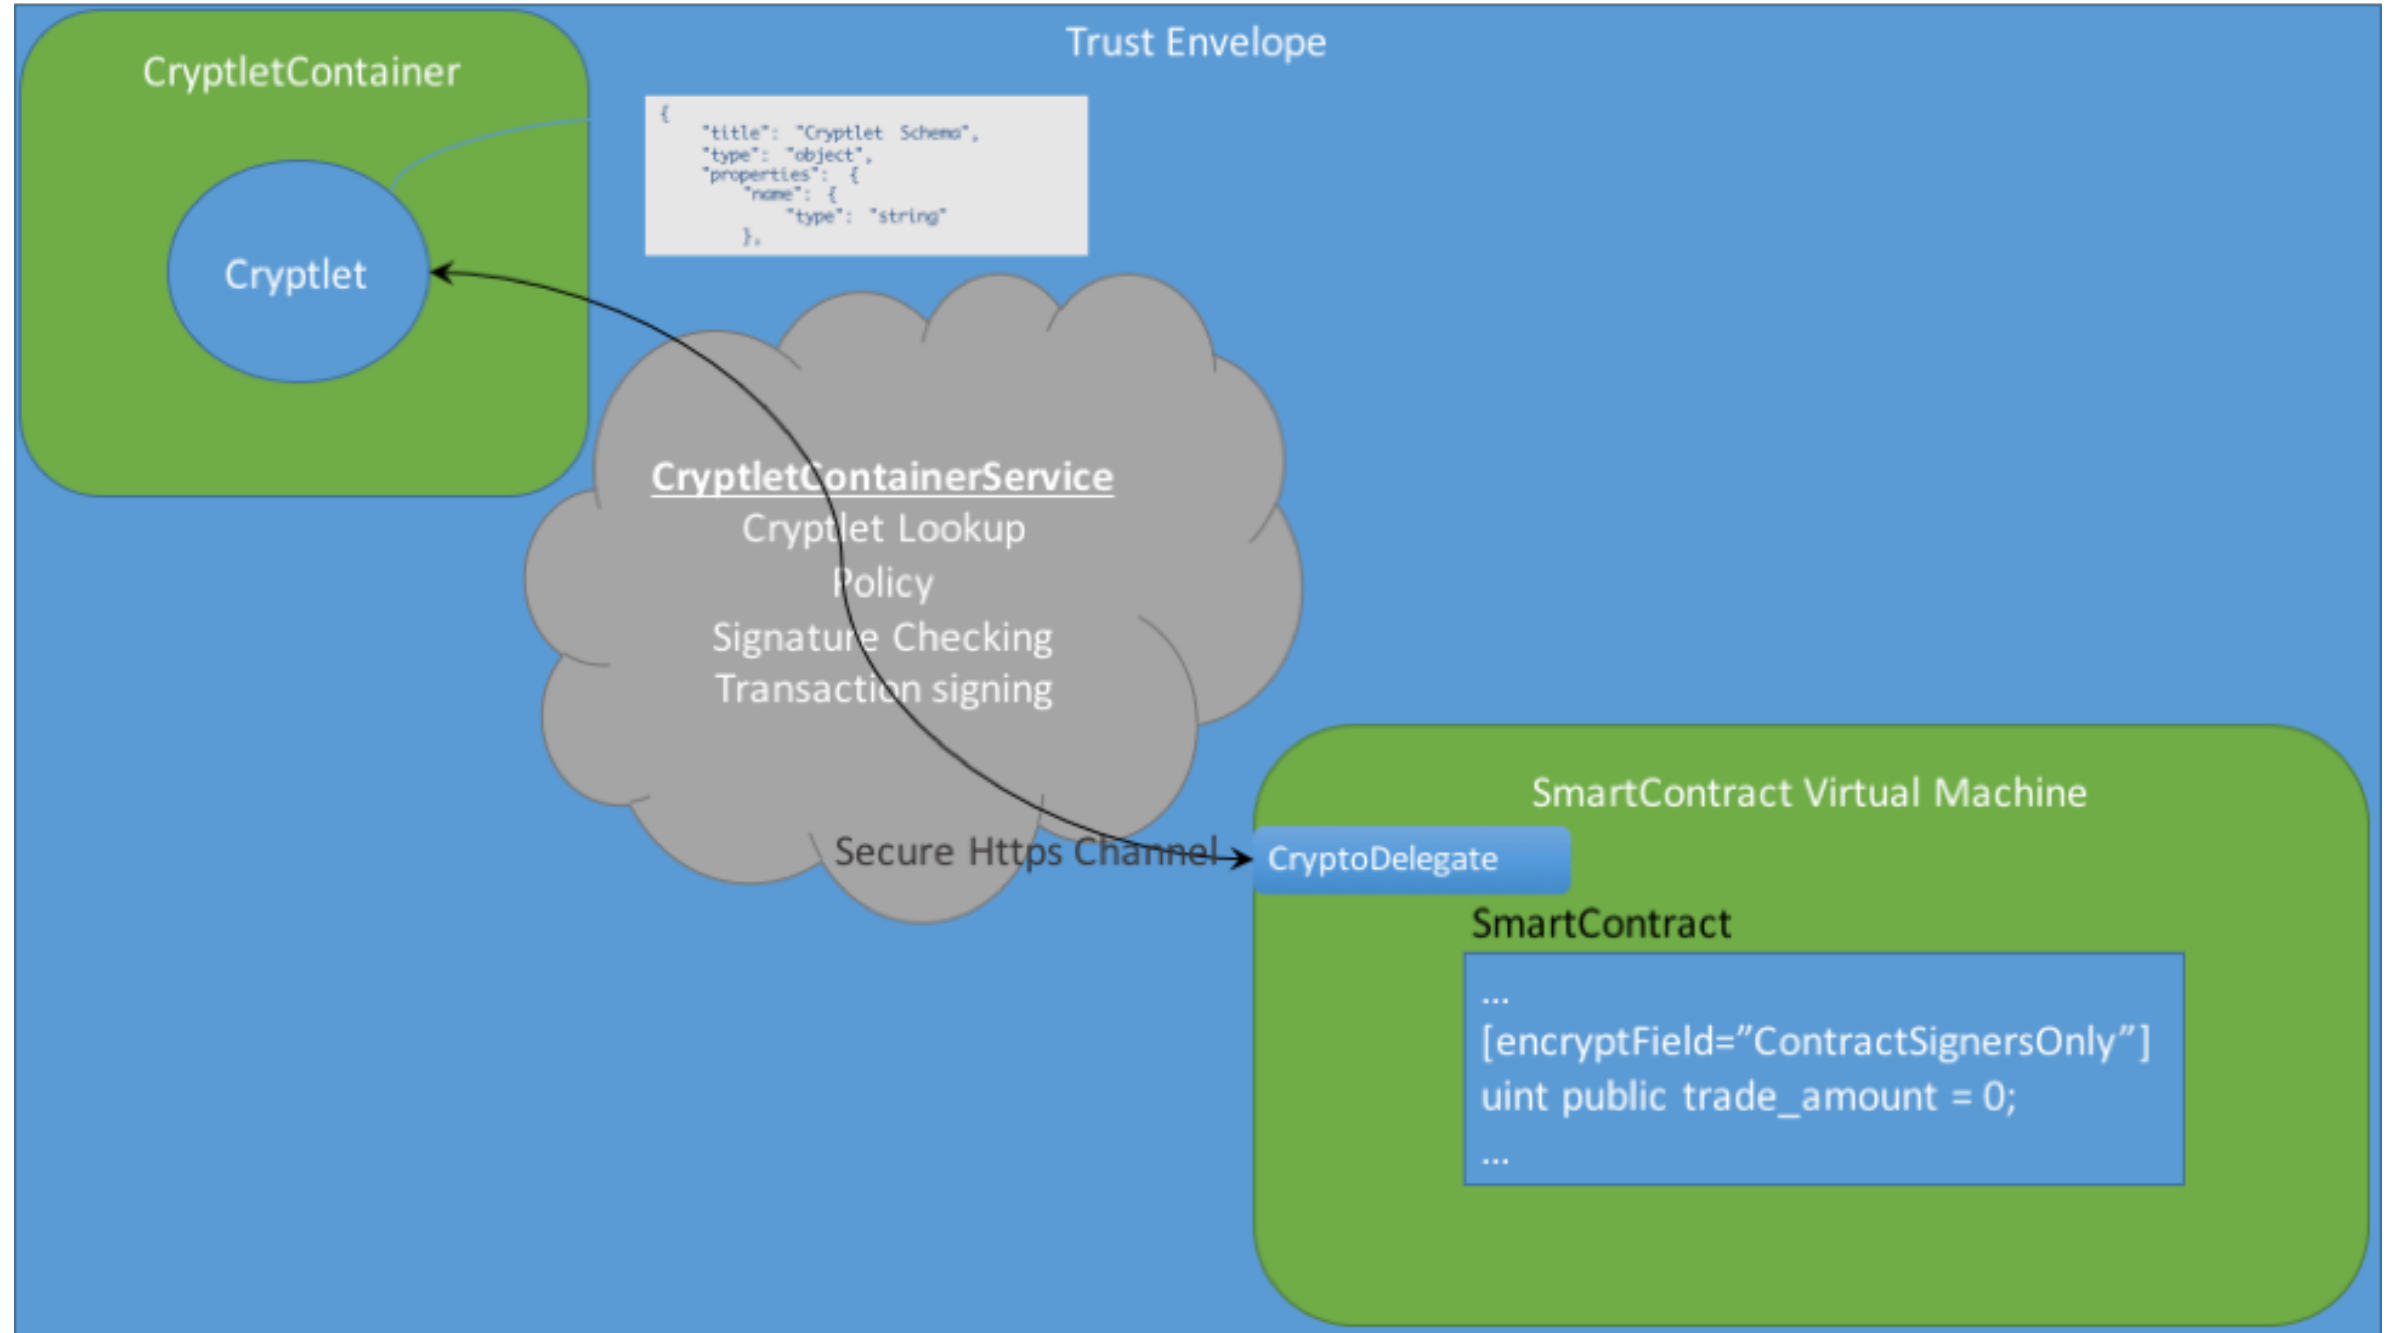 Trust Envelope
CryptletContainer
{
"title": "Cryptlet Schema",
"type": "object",
"properties": {
"name": {
"type": "string"
},
Cryptlet
CryptletContainerService
Cryptlet Lookup
Policy
Signature Checking
Transaction signing
Secure Https Channel
SmartContract Virtual Machine
CryptoDelegate
SmartContract
...
[encryptField=”ContractSignersOnly”]
uint public trade_amount = 0;
...